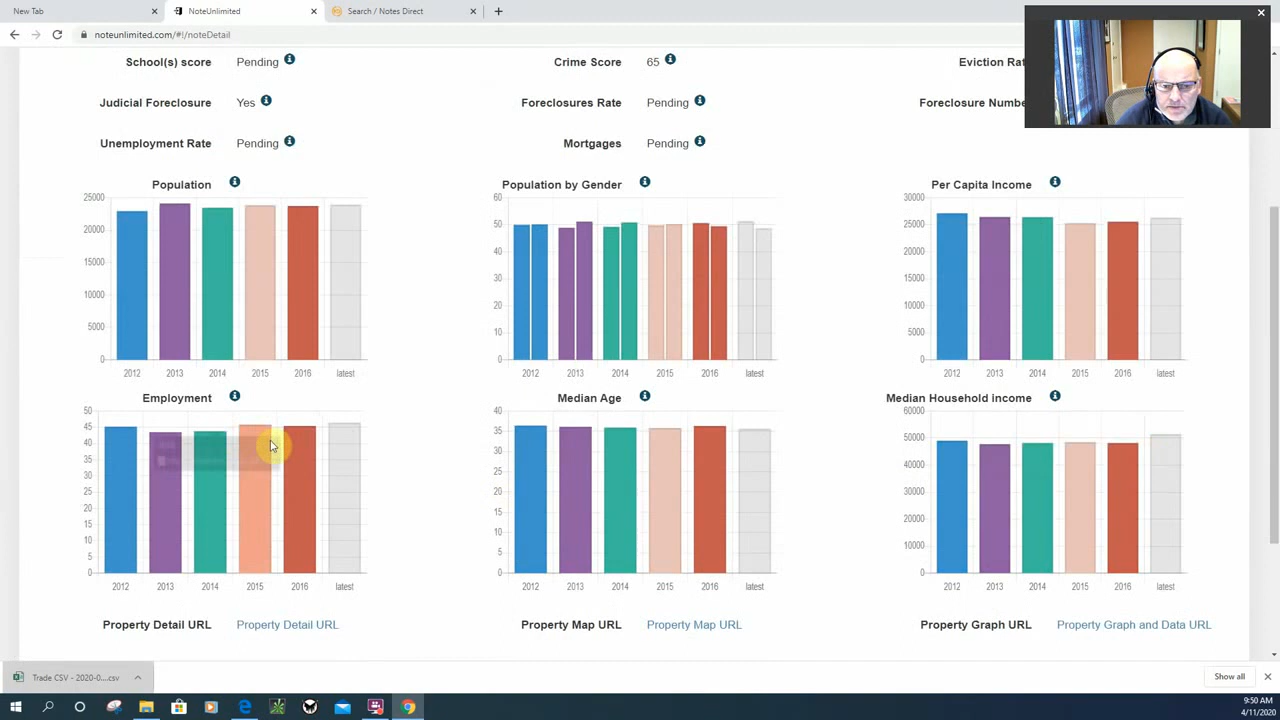 New Tab
NoteUnlimited
Search / Notes Direct
noteunlimited.com/#!/noteDetail
School(s) score Pending
Crime Score 65
Eviction Rat
Judicial Foreclosure Yes
Foreclosures Rate Pending
Foreclosure Numbe
Unemployment Rate Pending
Mortgages Pending
Population
25000
20000
15000
10000
5000
0
2012 2013 2014 2015 2016 latest
Population by Gender
60
50
40
30
20
10
0
2012 2013 2014 2015 2016 latest
Per Capita Income
30000
25000
20000
15000
10000
5000
0
2012 2013 2014 2015 2016 latest
Employment
50
45
40
35
30
25
20
15
10
5
0
2012 2013 2014 2015 2016 latest
Median Age
40
35
30
25
20
15
10
5
0
2012 2013 2014 2015 2016 latest
Median Household income
60000
50000
40000
30000
20000
10000
0
2012 2013 2014 2015 2016 latest
Property Detail URL Property Detail URL
Property Map URL Property Map URL
Property Graph URL Property Graph and Data URL
Trade CSV - 2020-0....csv
Show all
9:50 AM
4/11/2020